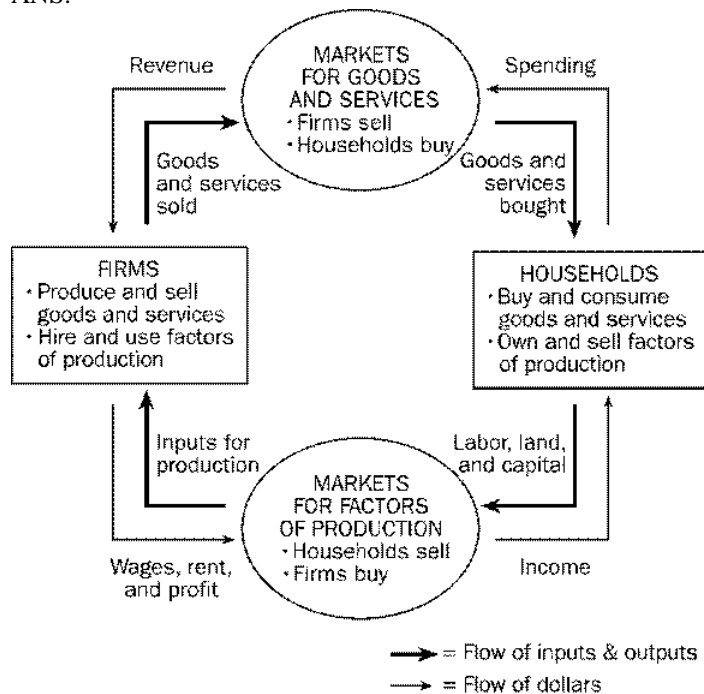 ANS:
MARKETS
FOR GOODS
AND SERVICES
• Firms sell
• Households buy
Revenue
Spending
Goods
and services
sold
Goods and
services
bought
FIRMS
• Produce and sell
goods and services
• Hire and use factors
of production
HOUSEHOLDS
• Buy and consume
goods and services
• Own and sell factors
of production
Inputs for
production
Labor, land,
and capital
MARKETS
FOR FACTORS
OF PRODUCTION
• Households sell
• Firms buy
Wages, rent,
and profit
Income
= Flow of inputs & outputs
= Flow of dollars